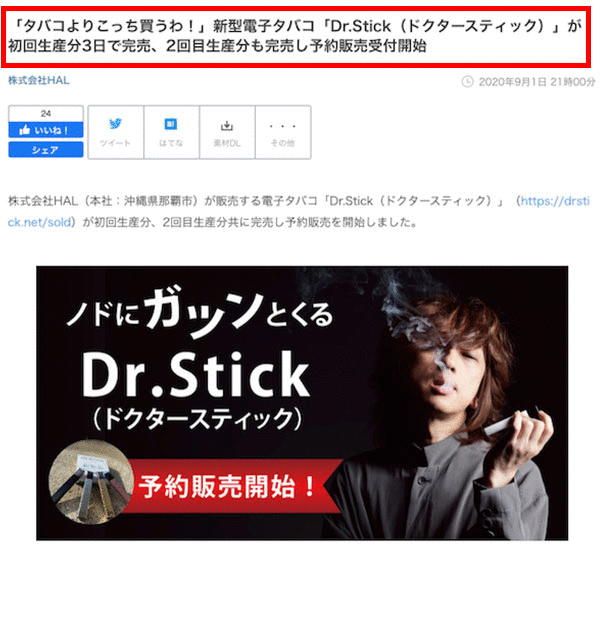 「タバコよりこっち買うわ！」新型電子タバコ「Dr.Stick（ドクタースティック）」が
初回生産分3日で完売、2回目生産分も完売し予約販売受付開始
株式会社HAL
2020年9月1日 21時00分
24
いいね！
シェア
ツイート
B!
はてな
素材DL
・・・
その他
株式会社HAL（本社：沖縄県那覇市）が販売する電子タバコ「Dr.Stick（ドクタースティック）」（https://drsti
ck.net/sold）が初回生産分、2回目生産分共に完売し予約販売を開始しました。
ノドにガツンとくる
Dr.Stick
（ドクタースティック）
予約販売開始！